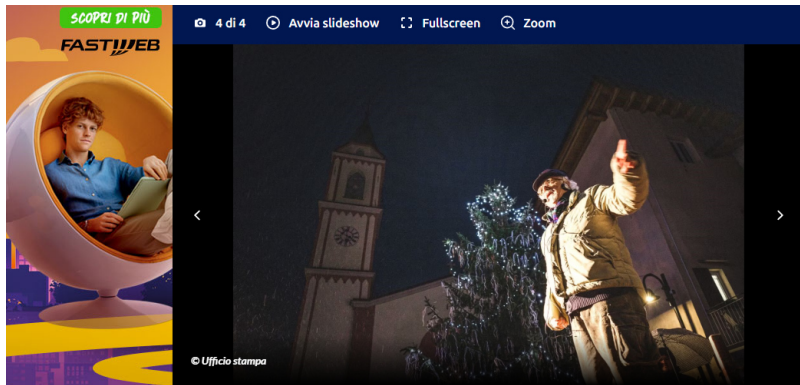 SCOPRI DI PIÙ
FASTWEB
4 di 4
Avvia slideshow
Fullscreen
Zoom
© Ufficio stampa